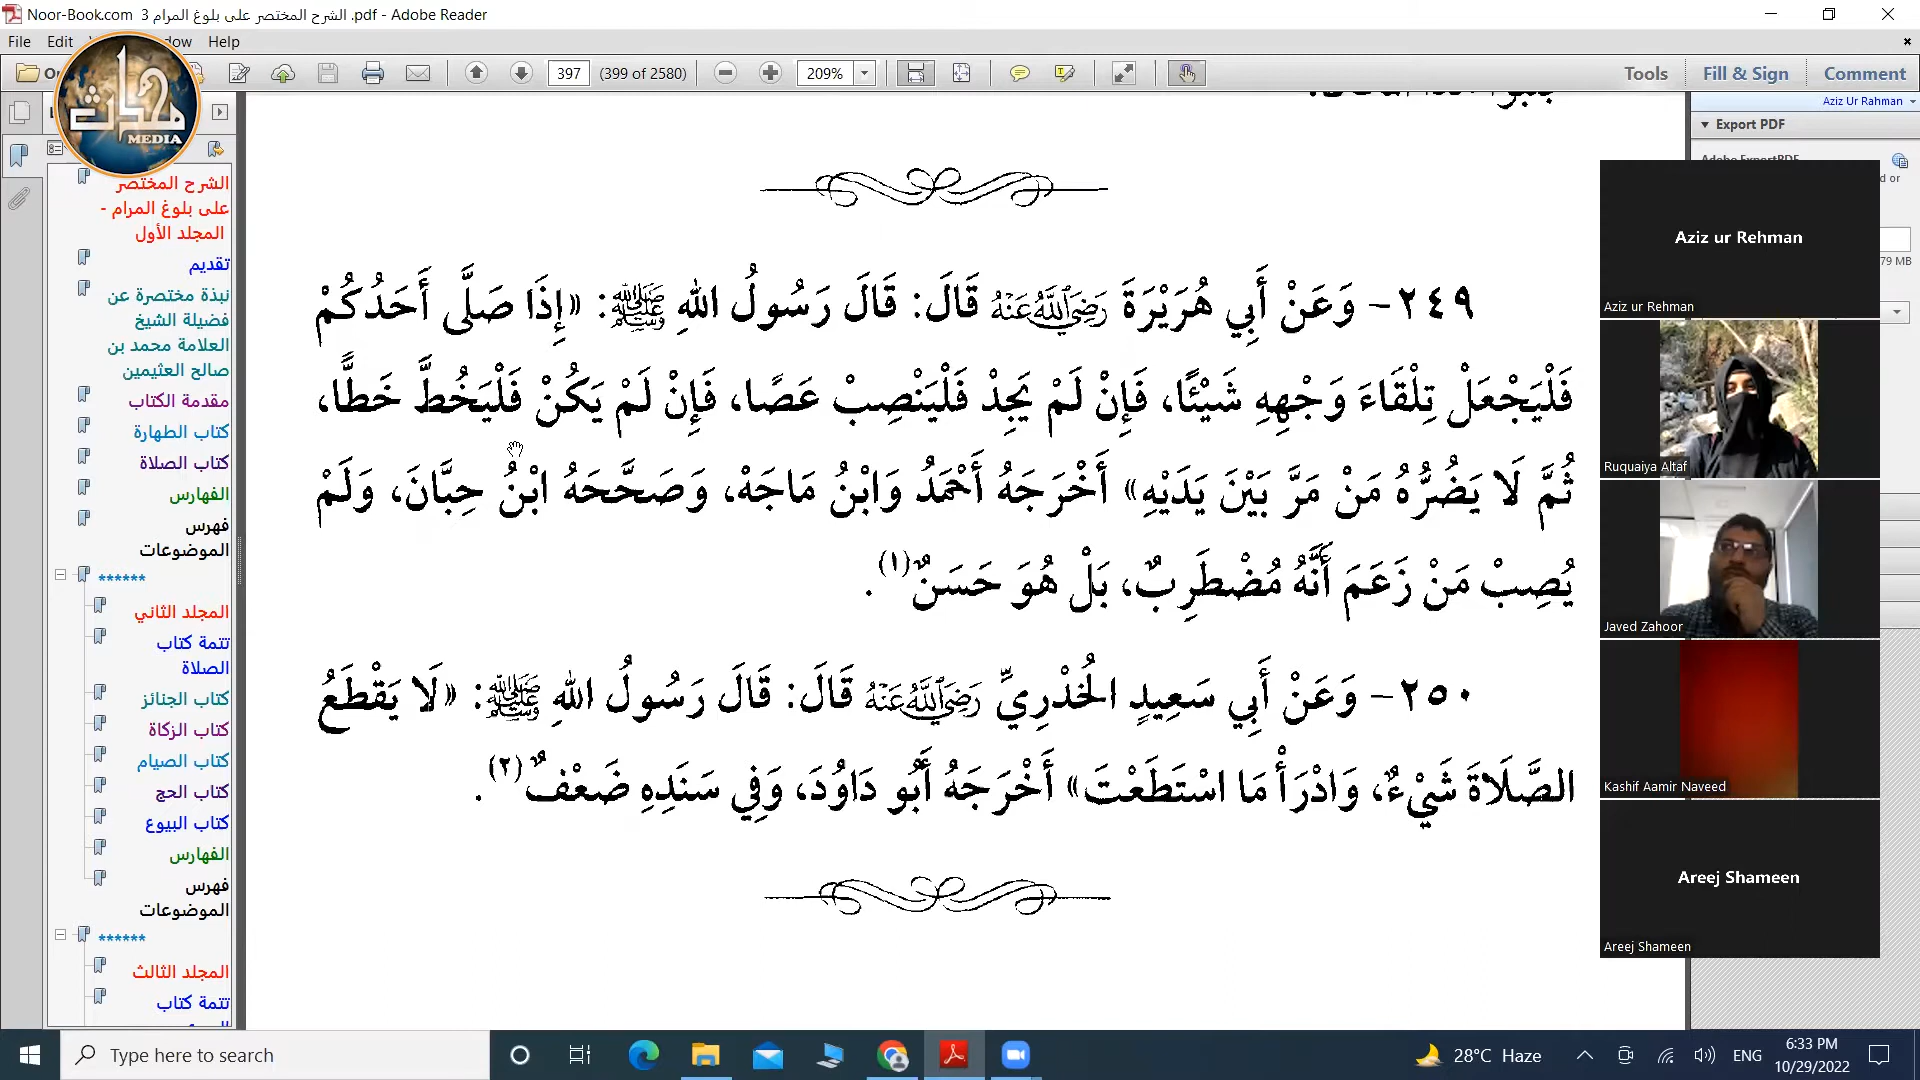 Noor-Book.com الشرح المختصر على بلوغ المرام 3 .pdf - Adobe Reader
File Edit Help
397 (399 of 2580) 209% Tools Fill & Sign Comment
هداث
MEDIA
الشرح المختصر
على بلوغ المرام -
المجلد الأول
تقديم
نبذة مختصرة عن
فضيلة الشيخ
العلامة محمد بن
صالح العثيمين
مقدمة الكتاب
كتاب الطهارة
كتاب الصلاة
الفهارس
فهرس
الموضوعات
******
المجلد الثاني
تتمة كتاب
الصلاة
كتاب الجنائز
كتاب الزكاة
كتاب الصيام
كتاب الحج
كتاب البيوع
الفهارس
فهرس
الموضوعات
******
المجلد الثالث
تتمة كتاب
٢٤٩- وَعَنْ أَبِي هُرَيْرَةَ رَضِيَ اللَّهُ عَنْهُ قَالَ: قَالَ رَسُولُ اللهِ ﷺ: «إِذَا صَلَّى أَحَدُكُمْ
فَلْيَجْعَلْ تِلْقَاءَ وَجْهِهِ شَيْئًا، فَإِنْ لَمْ يَجِدْ فَلْيَنْصِبْ عَصًا، فَإِنْ لَمْ يَكُنْ فَلْيَخُطَّ خَطًّا،
ثُمَّ لَا يَضُرُّهُ مَنْ مَرَّ بَيْنَ يَدَيْهِ» أَخْرَجَهُ أَحْمَدُ وَابْنُ مَاجَهْ، وَصَحَّحَهُ ابْنُ حِبَّانَ، وَلَمْ
يُصِبْ مَنْ زَعَمَ أَنَّهُ مُضْطَرِبٌ، بَلْ هُوَ حَسَنٌ(١).
٢٥٠- وَعَنْ أَبِي سَعِيدٍ الْخُدْرِيِّ رَضِيَ اللَّهُ عَنْهُ قَالَ: قَالَ رَسُولُ اللهِ ﷺ: «لَا يَقْطَعُ
الصَّلَاةَ شَيْءٌ، وَادْرَأْ مَا اسْتَطَعْتَ» أَخْرَجَهُ أَبُو دَاوُدَ، وَفِي سَنَدِهِ ضَعْفٌ(٢).
Aziz Ur Rahman
Export PDF
Aziz ur Rehman
Aziz ur Rehman
Ruquaiya Altaf
Javed Zahoor
Kashif Aamir Naveed
Areej Shameen
Areej Shameen
Type here to search
28°C Haze ENG
6:33 PM
10/29/2022